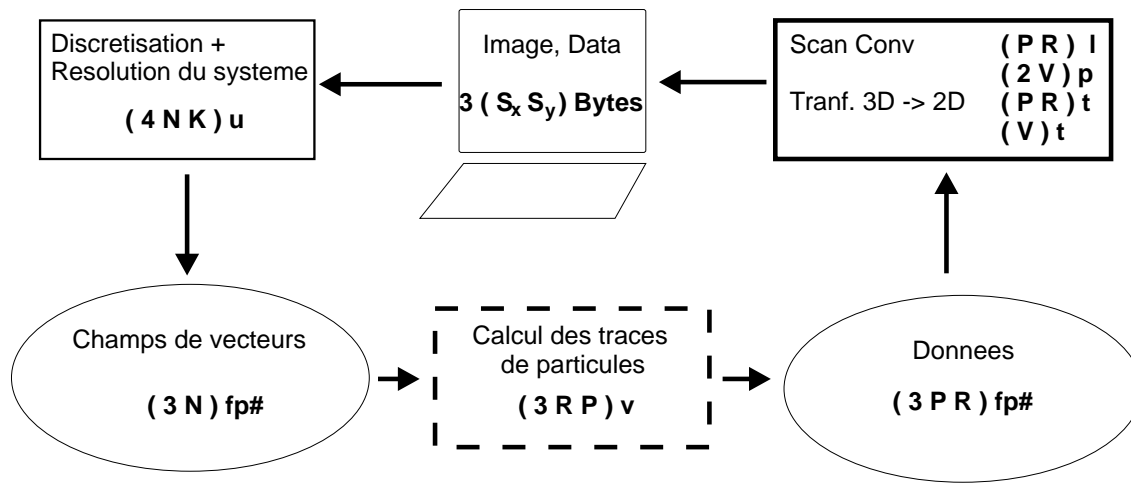 Discretisation +
Resolution du systeme
( 4 N K ) u
Image, Data
3 ( Sx Sy ) Bytes
Scan Conv ( P R ) l
( 2 V ) p
Tranf. 3D -> 2D ( P R ) t
( V ) t
Champs de vecteurs
( 3 N ) fp#
Calcul des traces
de particules
( 3 R P ) v
Donnees
( 3 P R ) fp#